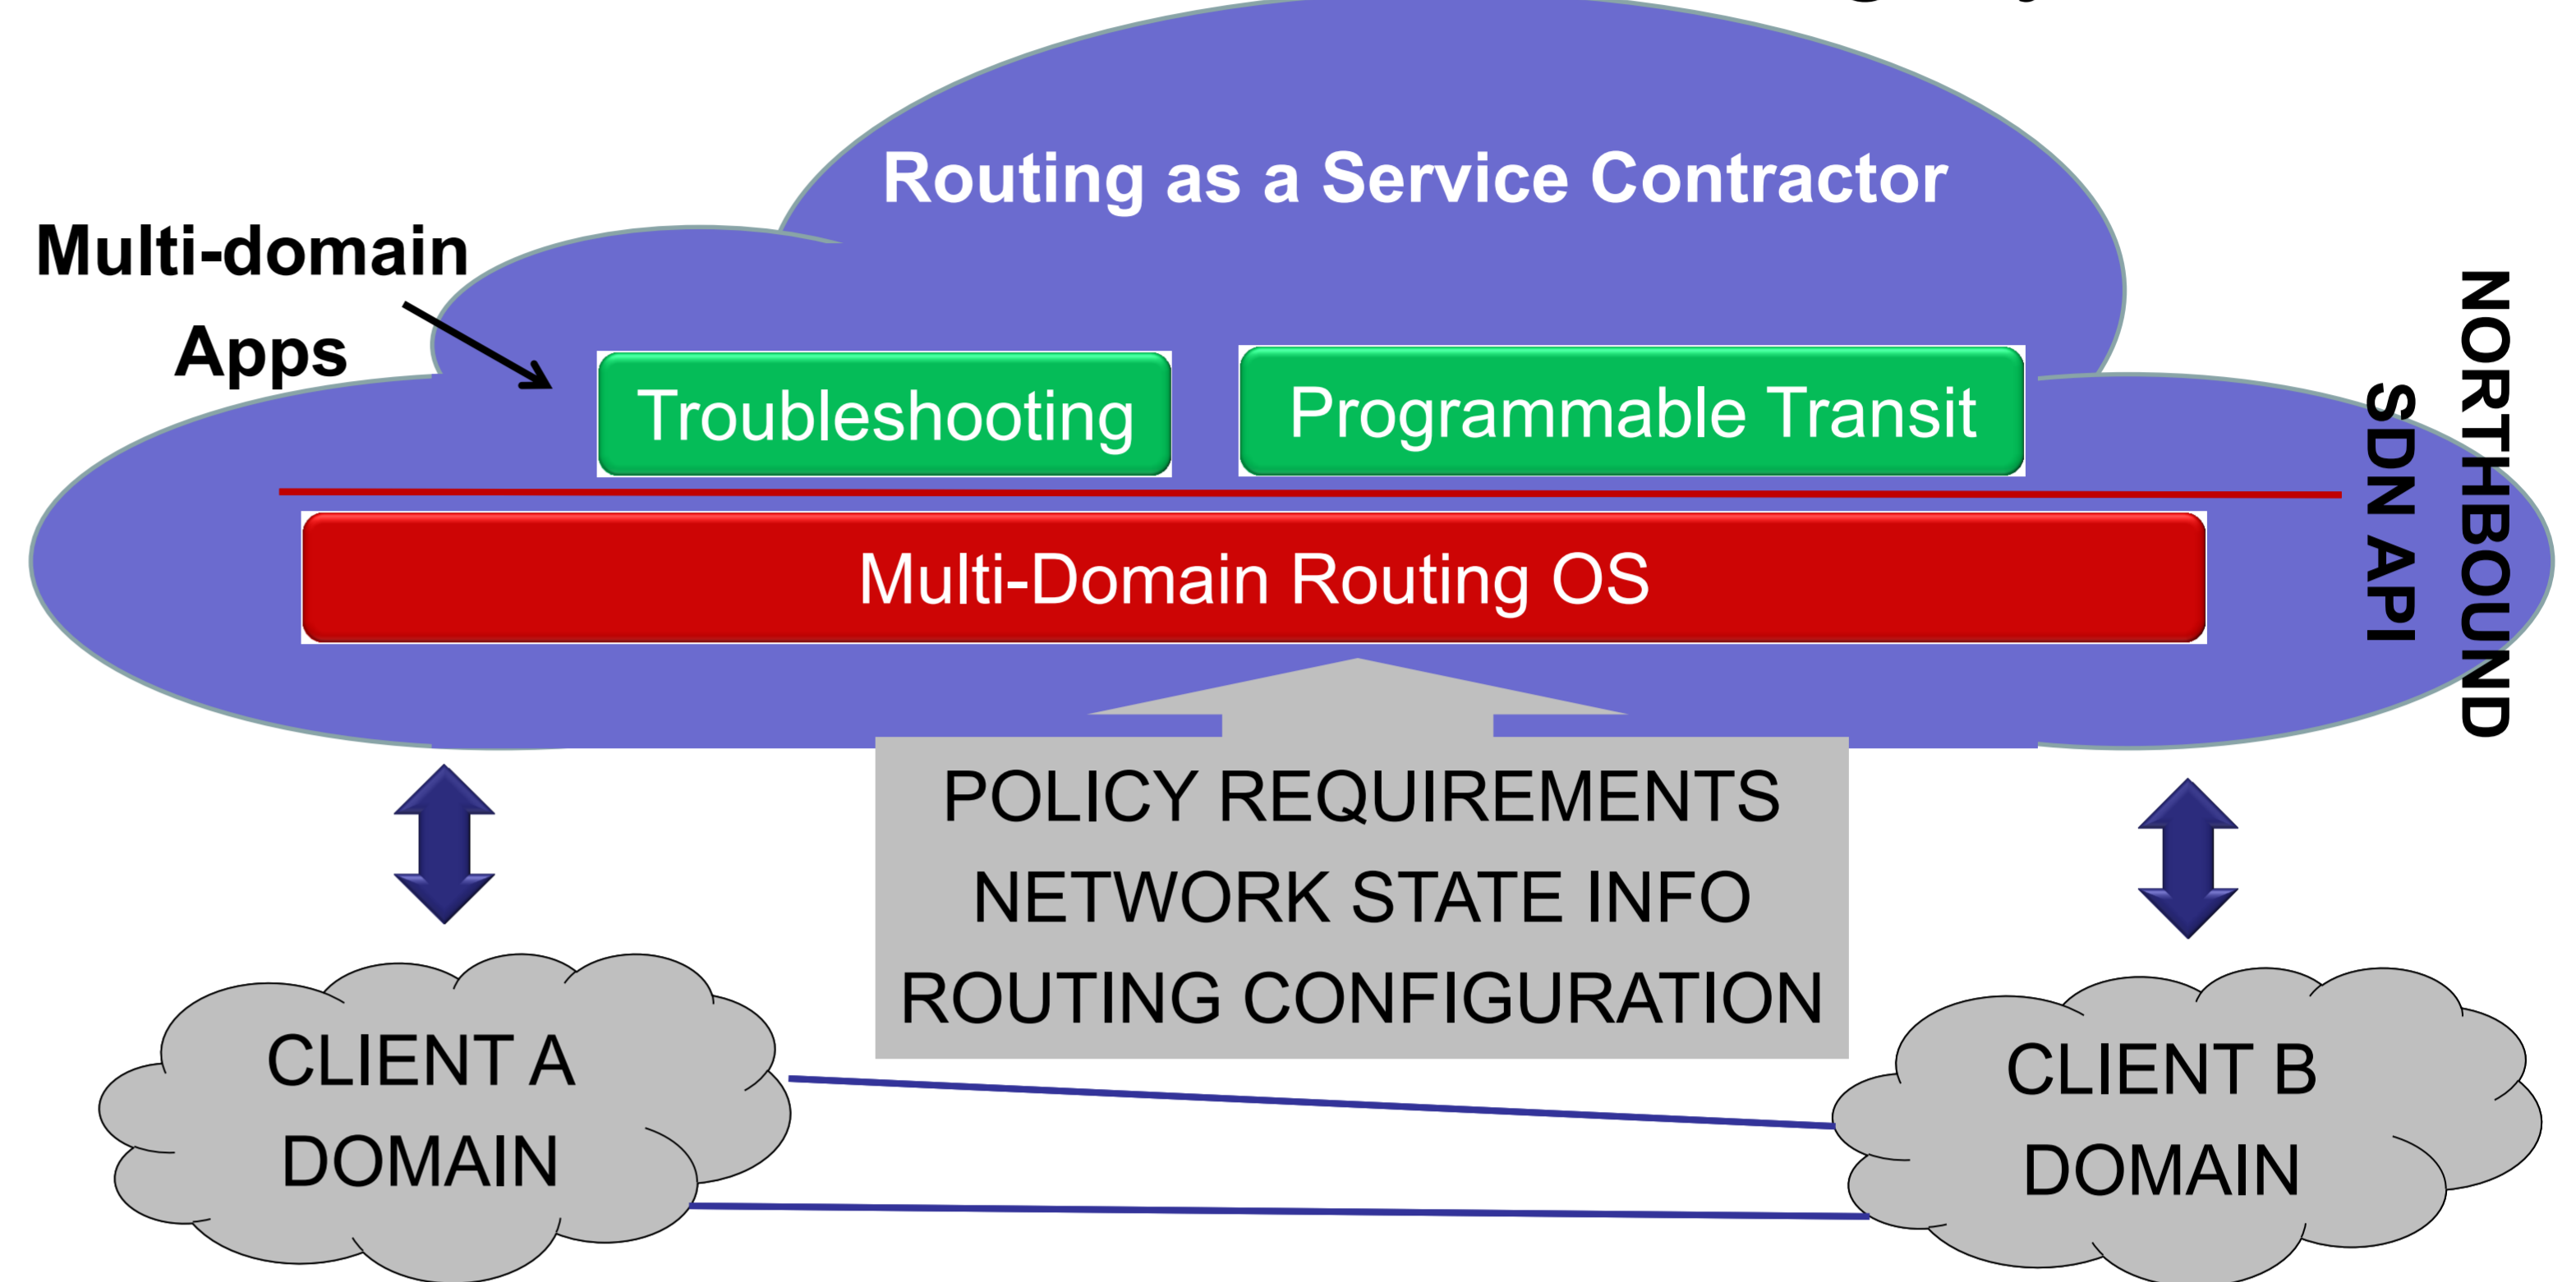 Routing as a Service Contractor
Multi-domain
Apps
Troubleshooting
Programmable Transit
NORTHBOUND
SDN API
Multi-Domain Routing OS
POLICY REQUIREMENTS
NETWORK STATE INFO
ROUTING CONFIGURATION
CLIENT A
DOMAIN
CLIENT B
DOMAIN